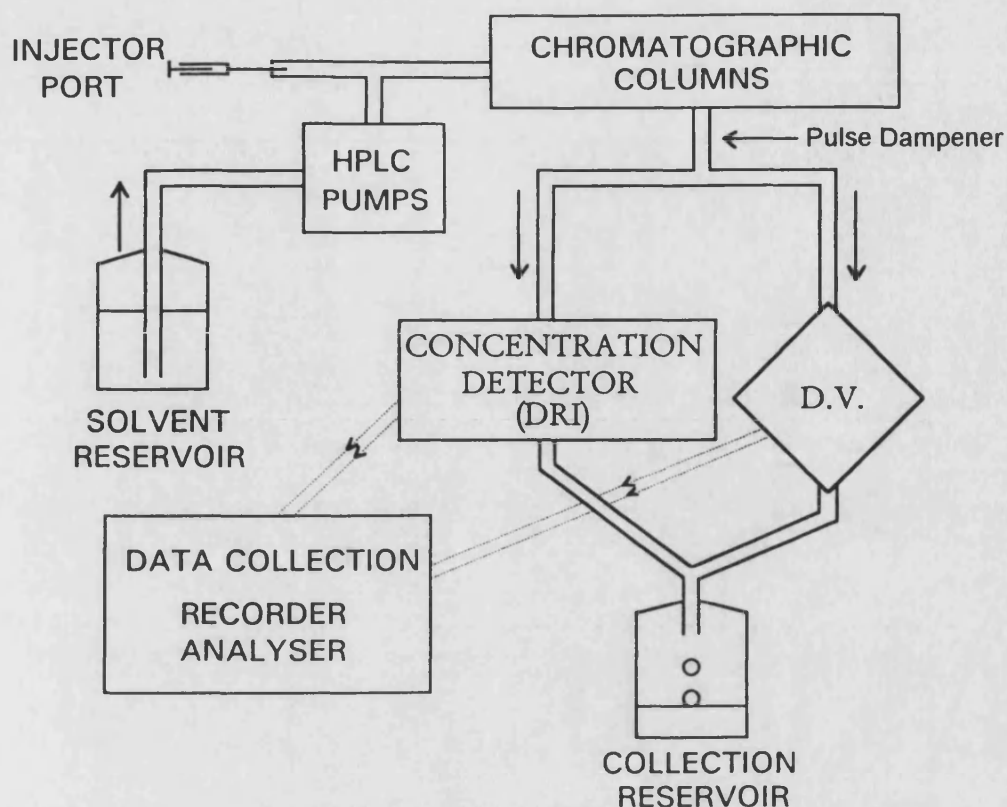 INJECTOR
PORT
CHROMATOGRAPHIC
COLUMNS
Pulse Dampener
HPLC
PUMPS
CONCENTRATION
DETECTOR
(DRI)
D.V.
SOLVENT
RESERVOIR
DATA COLLECTION
RECORDER
ANALYSER
COLLECTION
RESERVOIR